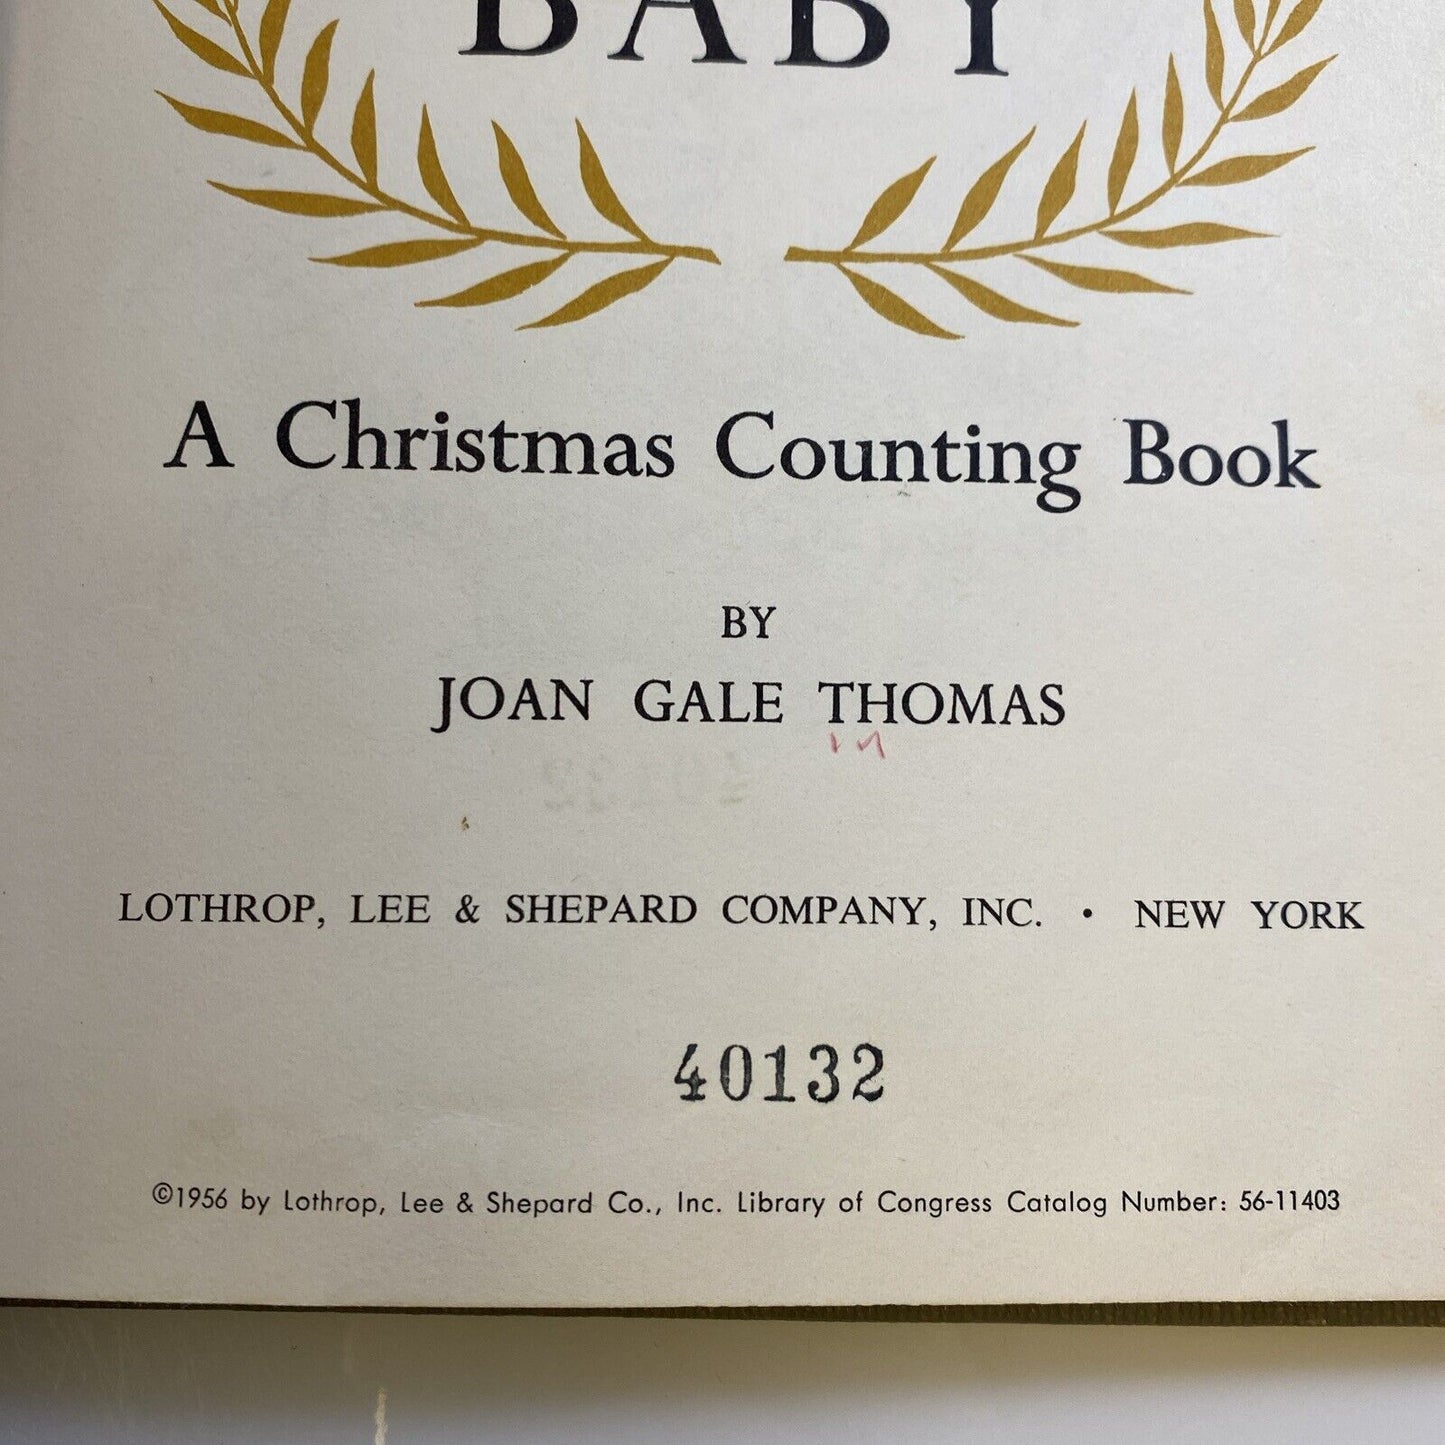 BABY
A Christmas Counting Book
BY
JOAN GALE THOMAS
LOTHROP, LEE & SHEPARD COMPANY, INC. • NEW YORK
40132
©1956 by Lothrop, Lee & Shepard Co., Inc. Library of Congress Catalog Number: 56-11403